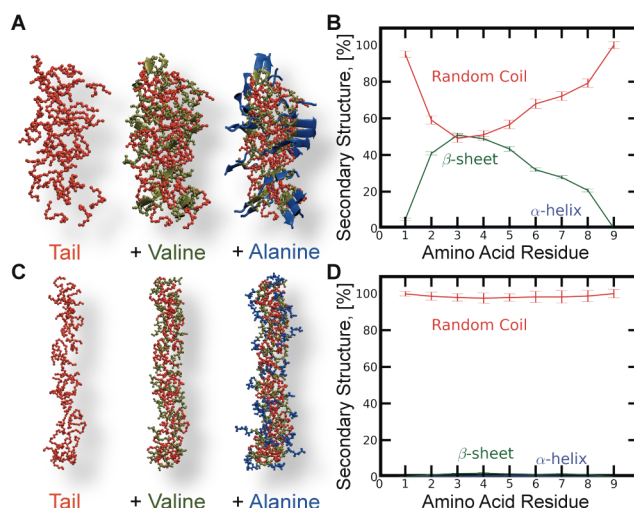 A
Tail + Valine + Alanine
B
Secondary Structure, [%]
100
80
60
40
20
0
Random Coil
β-sheet
α-helix
1 2 3 4 5 6 7 8 9
Amino Acid Residue
C
Tail + Valine + Alanine
D
Secondary Structure, [%]
100
80
60
40
20
0
Random Coil
β-sheet
α-helix
1 2 3 4 5 6 7 8 9
Amino Acid Residue